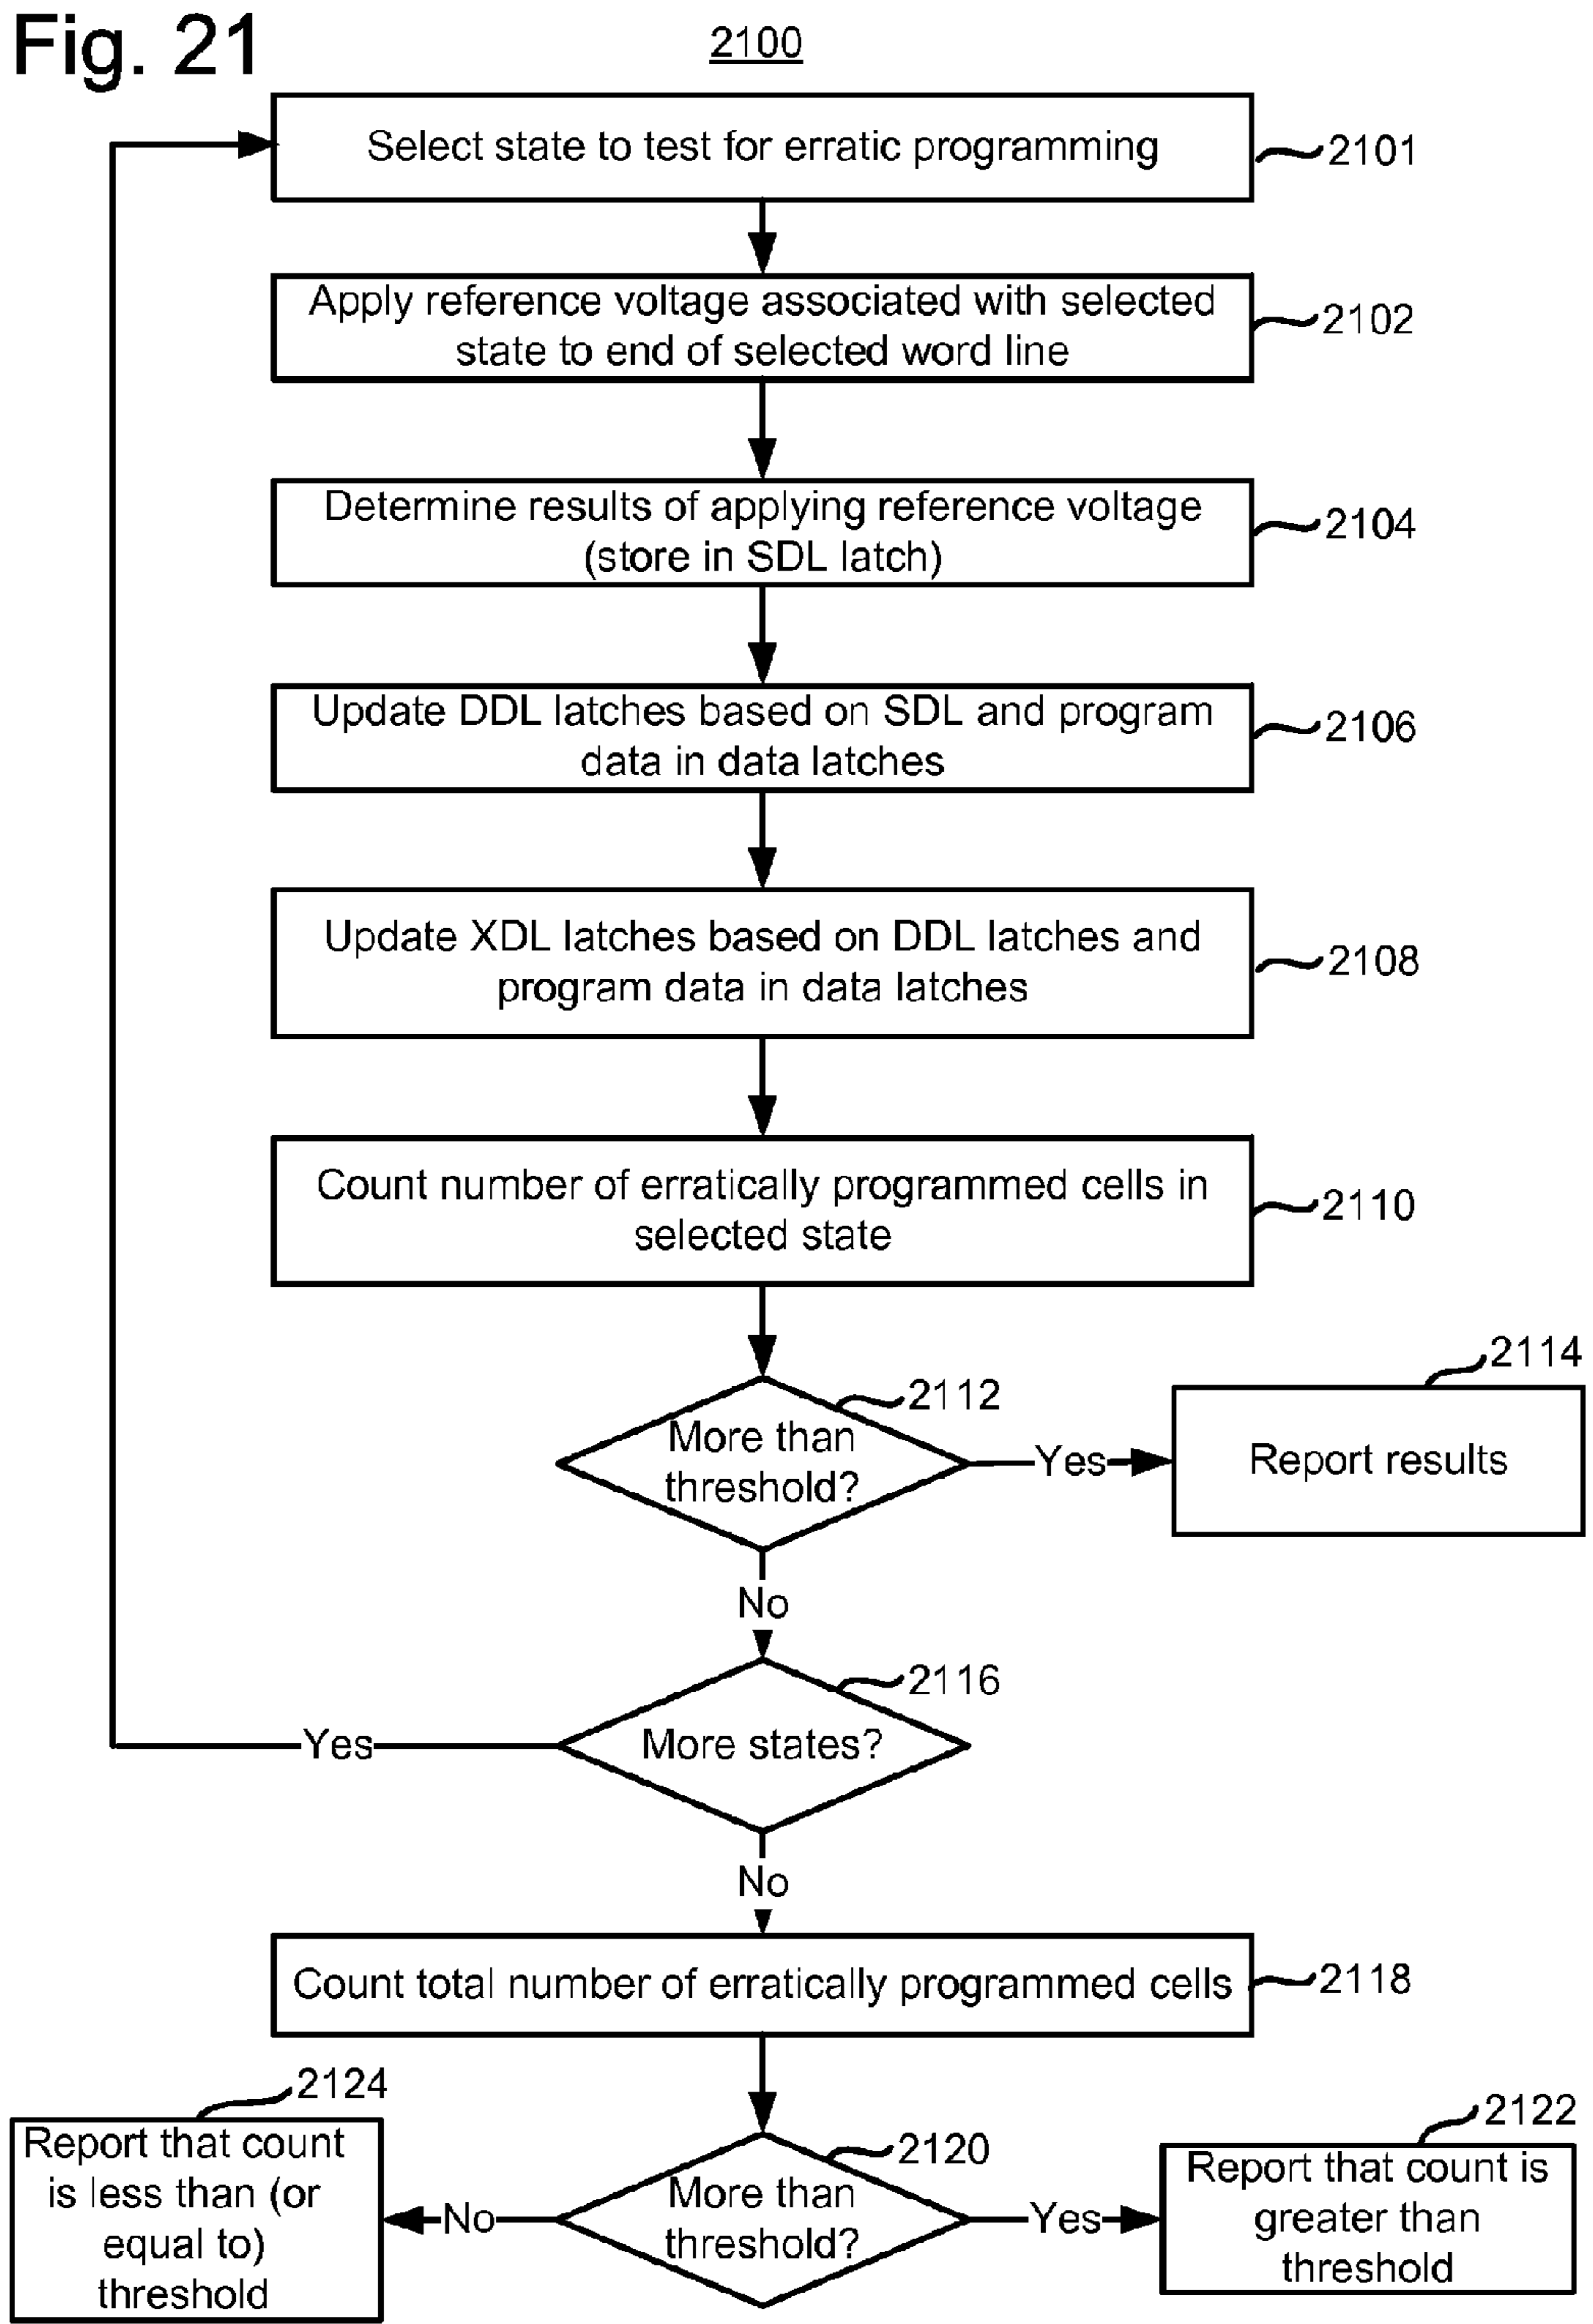 Fig. 21
2100
Select state to test for erratic programming
2101
Apply reference voltage associated with selected
state to end of selected word line
2102
Determine results of applying reference voltage
(store in SDL latch)
2104
Update DDL latches based on SDL and program
data in data latches
2106
Update XDL latches based on DDL latches and
program data in data latches
2108
Count number of erratically programmed cells in
selected state
2110
More than
threshold?
2112
Yes
Report results
2114
No
More states?
2116
Yes
No
Count total number of erratically programmed cells
2118
More than
threshold?
2120
No
Report that count
is less than (or
equal to)
threshold
2124
Yes
Report that count is
greater than
threshold
2122